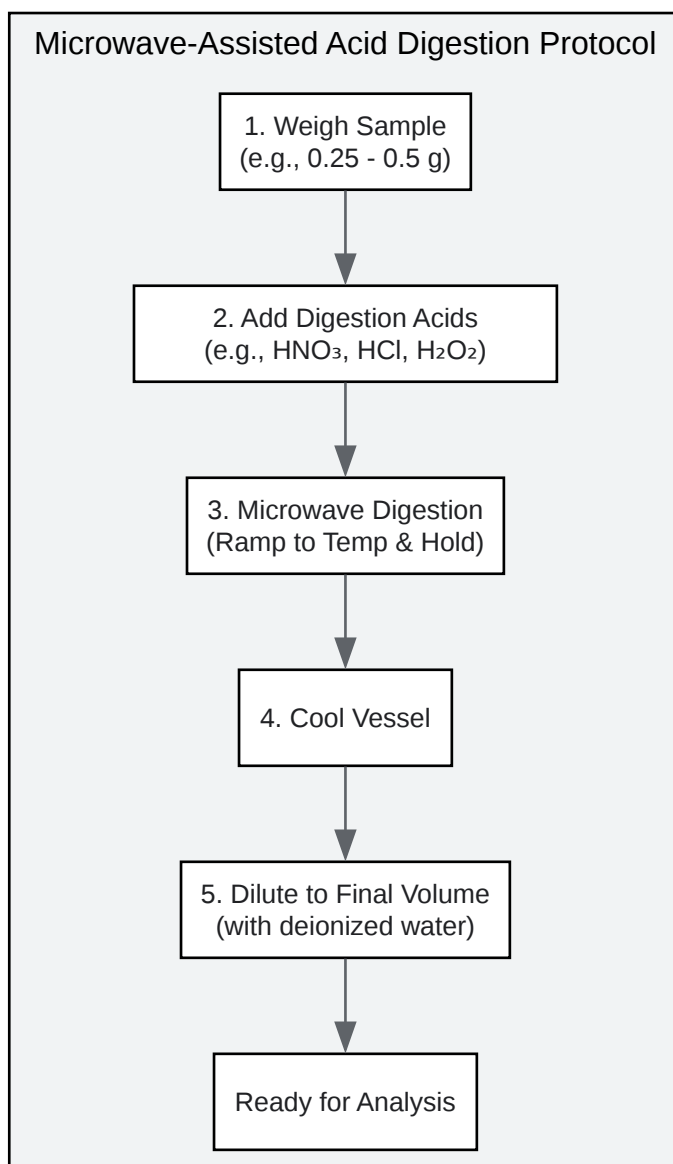 Microwave-Assisted Acid Digestion Protocol
1. Weigh Sample
(e.g., 0.25 - 0.5 g)
2. Add Digestion Acids
(e.g., HNO₃, HCl, H₂O₂)
3. Microwave Digestion
(Ramp to Temp & Hold)
4. Cool Vessel
5. Dilute to Final Volume
(with deionized water)
Ready for Analysis